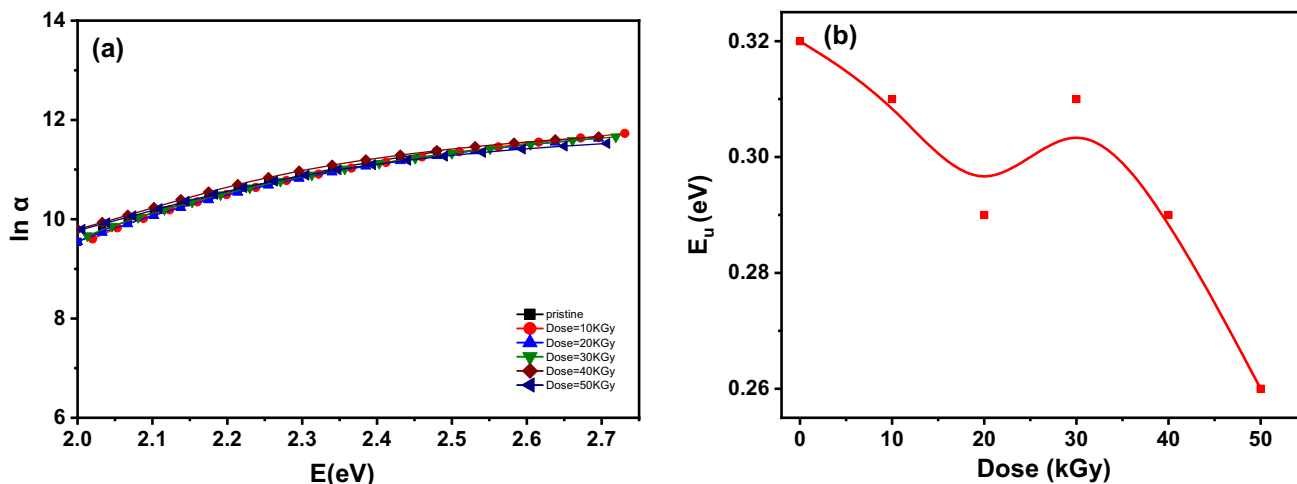 (a)
ln α
14
12
10
8
6
2.0 2.1 2.2 2.3 2.4 2.5 2.6 2.7
E(eV)
pristine
Dose=10KGy
Dose=20KGy
Dose=30KGy
Dose=40KGy
Dose=50KGy
(b)
E_u (eV)
0.32
0.30
0.28
0.26
0 10 20 30 40 50
Dose (kGy)